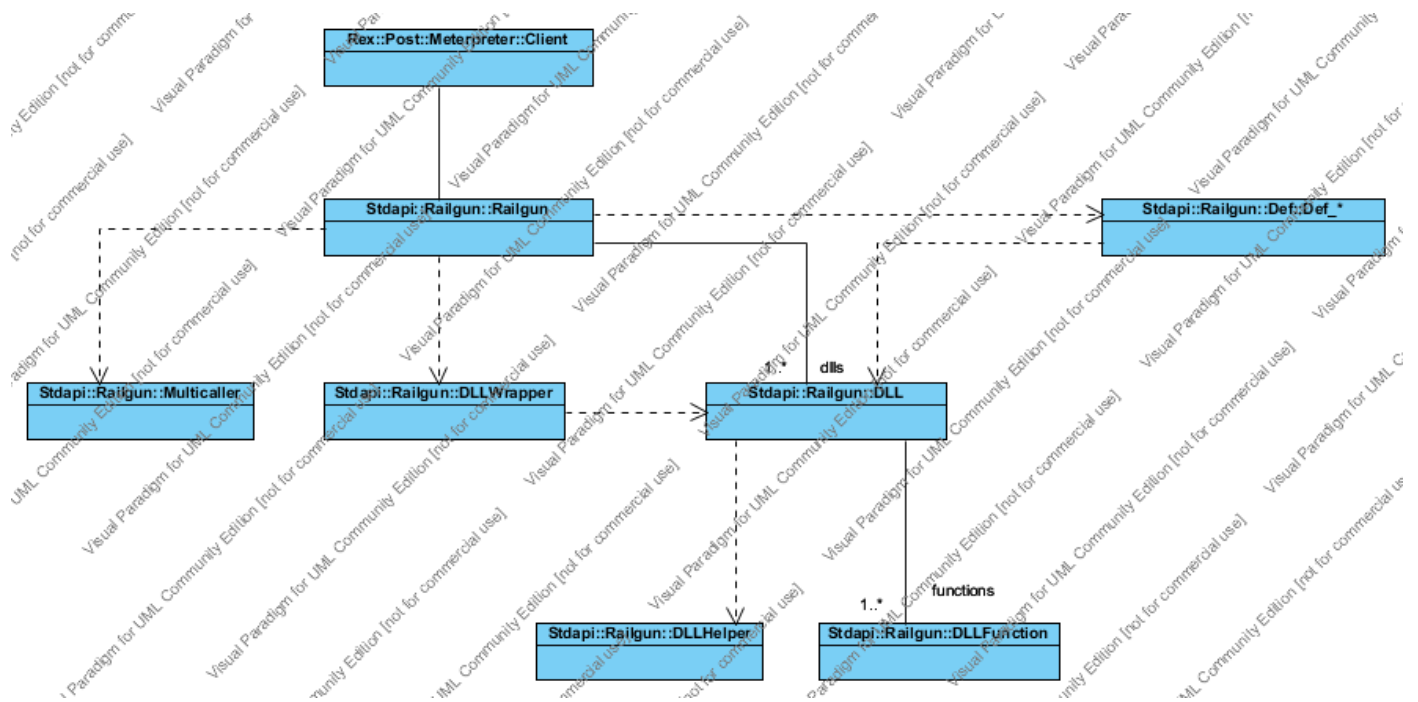 Rex::Post::Meterpreter::Client
Stdapi::Railgun::Railgun
Stdapi::Railgun::Def::Def_*
1..*
dlls
Stdapi::Railgun::Multicaller
Stdapi::Railgun::DLLWrapper
Stdapi::Railgun::DLL
functions
1..*
Stdapi::Railgun::DLLHelper
Stdapi::Railgun::DLLFunction
Visual Paradigm for UML Community Edition [not for commercial use]